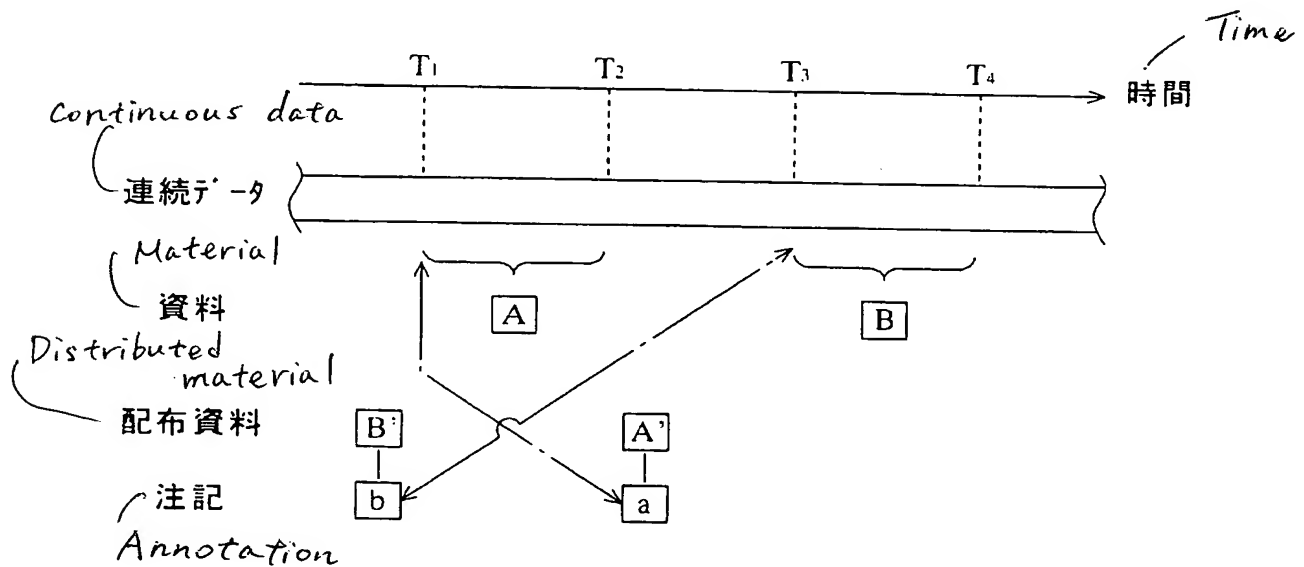 Time
T1 T2 T3 T4
時間
Continuous data
連続データ
Material
資料
A
B
Distributed
material
配布資料
B'
A'
注記
b
a
Annotation